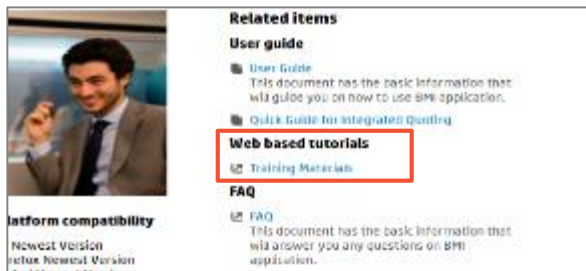 Related items
User guide
User Guide
This document has the basic information that
will guide you on how to use BMI application.
Quick Guide for Integrated Quoting
Web based tutorials
Training Materials
FAQ
FAQ
This document has the basic information that
will answer you any questions on BMI
application.
latform compatibility
Newest Version
refox Newest Version